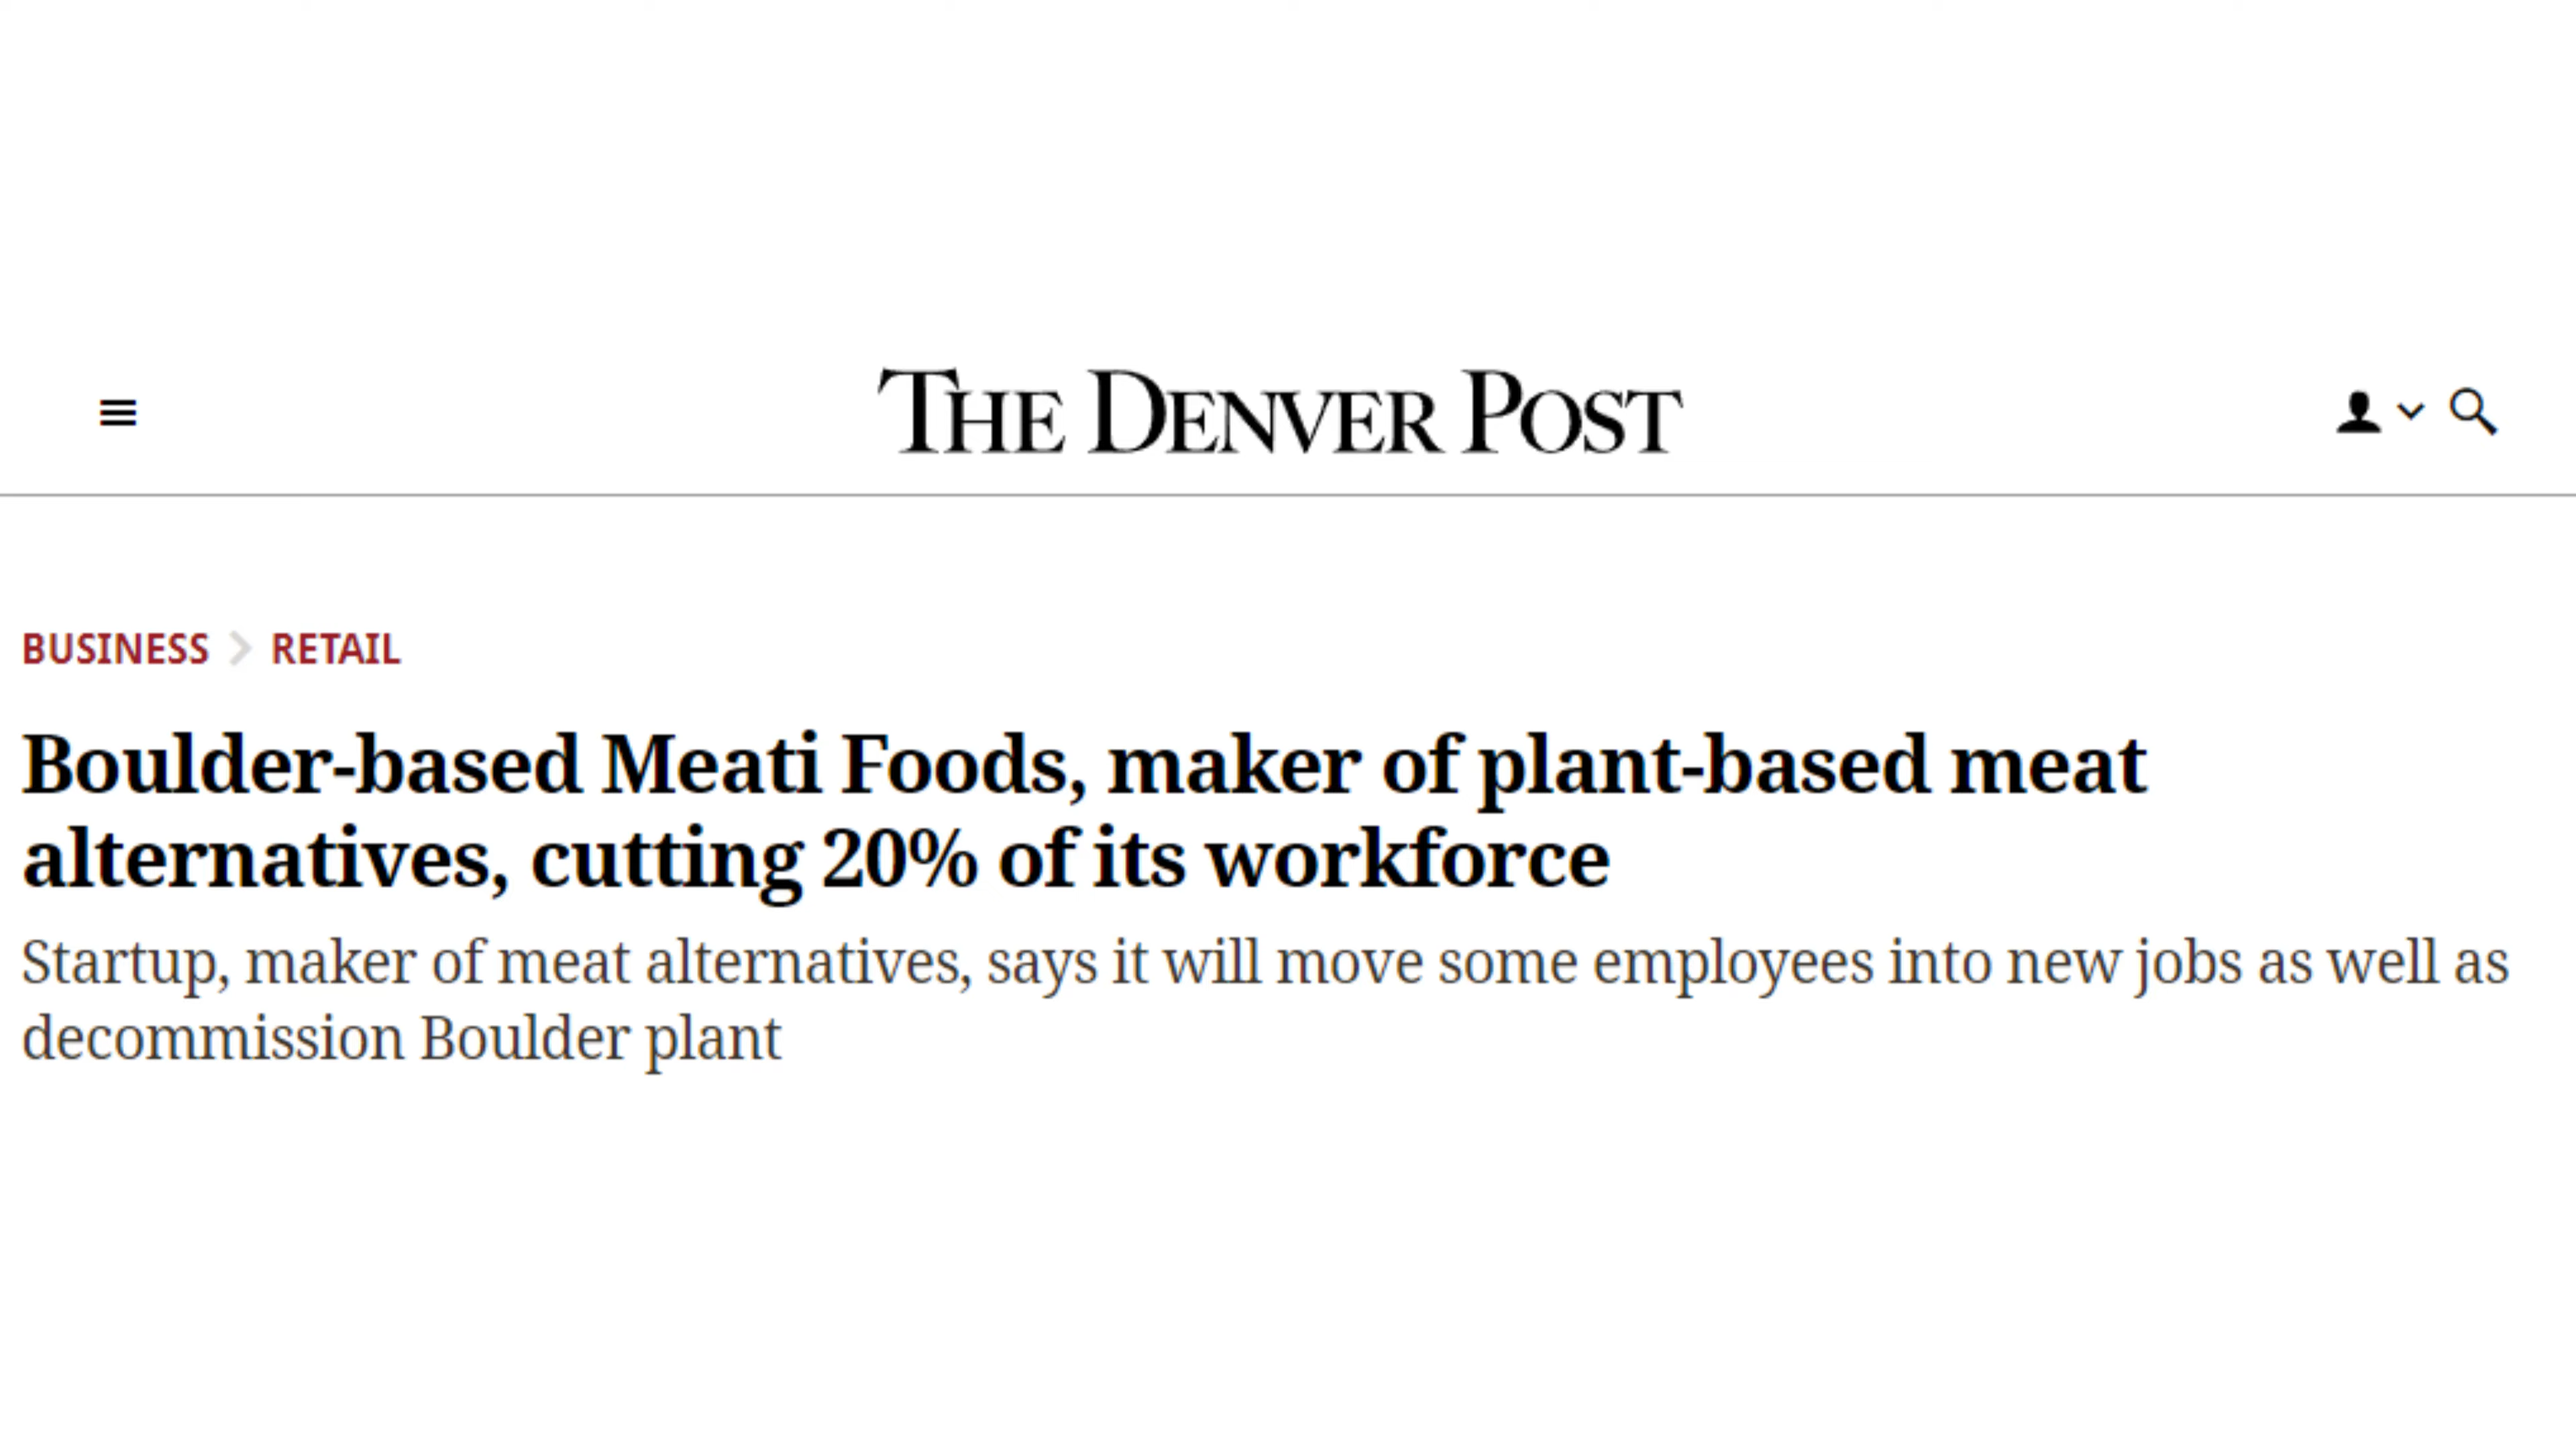 THE DENVER POST
BUSINESS > RETAIL
Boulder-based Meati Foods, maker of plant-based meat
alternatives, cutting 20% of its workforce
Startup, maker of meat alternatives, says it will move some employees into new jobs as well as
decommission Boulder plant